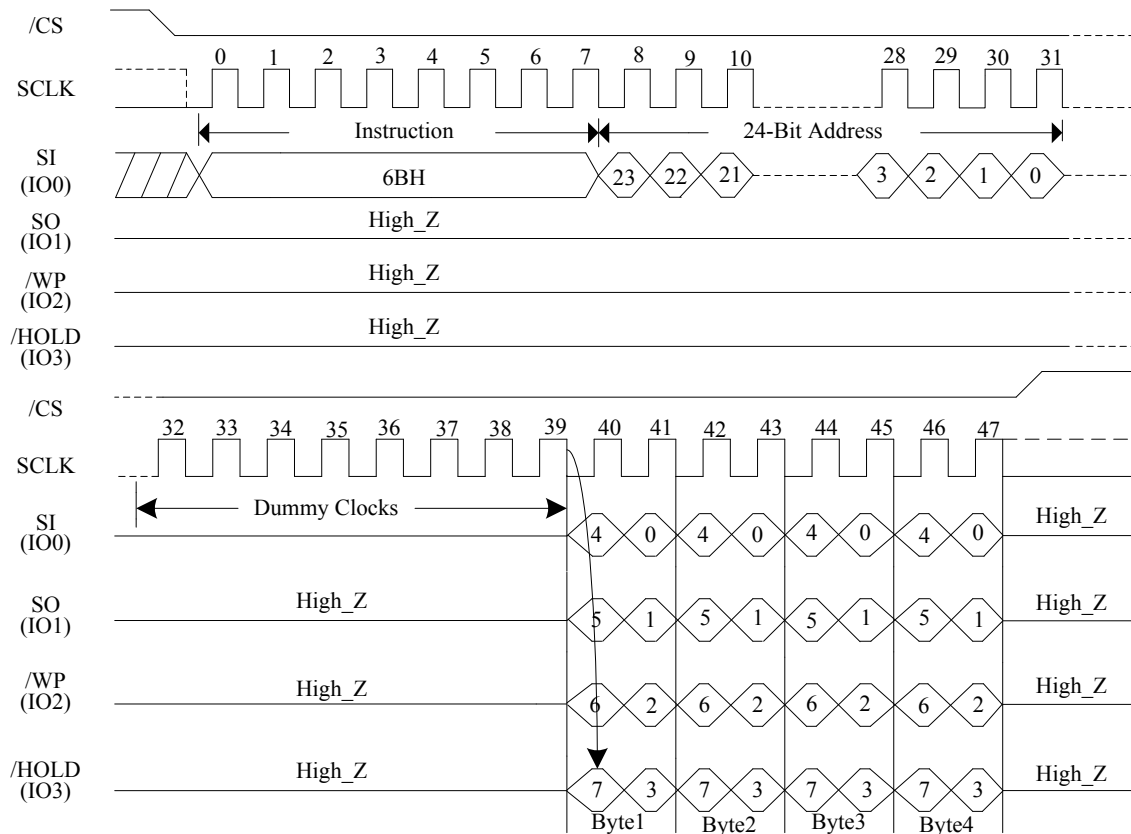 /CS
0 1 2 3 4 5 6 7 8 9 10 28 29 30 31
SCLK
Instruction 24-Bit Address
SI
(IO0)
6BH 23 22 21 3 2 1 0
SO
(IO1)
High_Z
/WP
(IO2)
High_Z
/HOLD
(IO3)
High_Z
/CS
32 33 34 35 36 37 38 39 40 41 42 43 44 45 46 47
SCLK
Dummy Clocks
SI
(IO0)
4 0 4 0 4 0 4 0 High_Z
SO
(IO1)
High_Z 5 1 5 1 5 1 5 1 High_Z
/WP
(IO2)
High_Z 6 2 6 2 6 2 6 2 High_Z
/HOLD
(IO3)
High_Z 7 3 7 3 7 3 7 3 High_Z
Byte1 Byte2 Byte3 Byte4